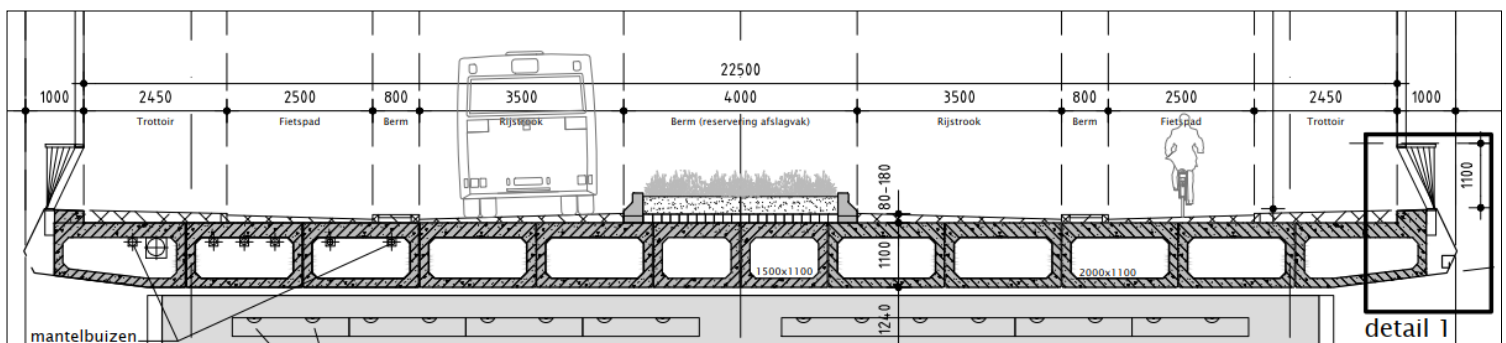 22500
1000 2450 2500 800 3500 4000 3500 800 2500 2450 1000
Trottoir Fietspad Berm Rijstrook Berm (reservering afslagvak) Rijstrook Berm Fietspad Trottoir
1100
80-180
1100
1500x1100 2000x1100
1240
mantelbuizen
detail 1